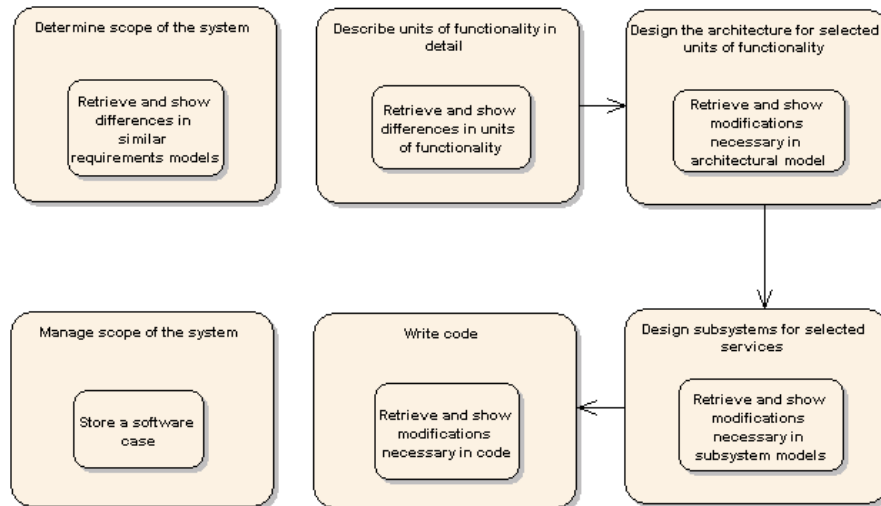 Determine scope of the system
Retrieve and show
differences in
similar
requirements models
Describe units of functionality in
detail
Retrieve and show
differences in units
of functionality
Design the architecture for selected
units of functionality
Retrieve and show
modifications
necessary in
architectural model
Manage scope of the system
Store a software
case
Write code
Retrieve and show
modifications
necessary in code
Design subsystems for selected
services
Retrieve and show
modifications
necessary in
subsystem models